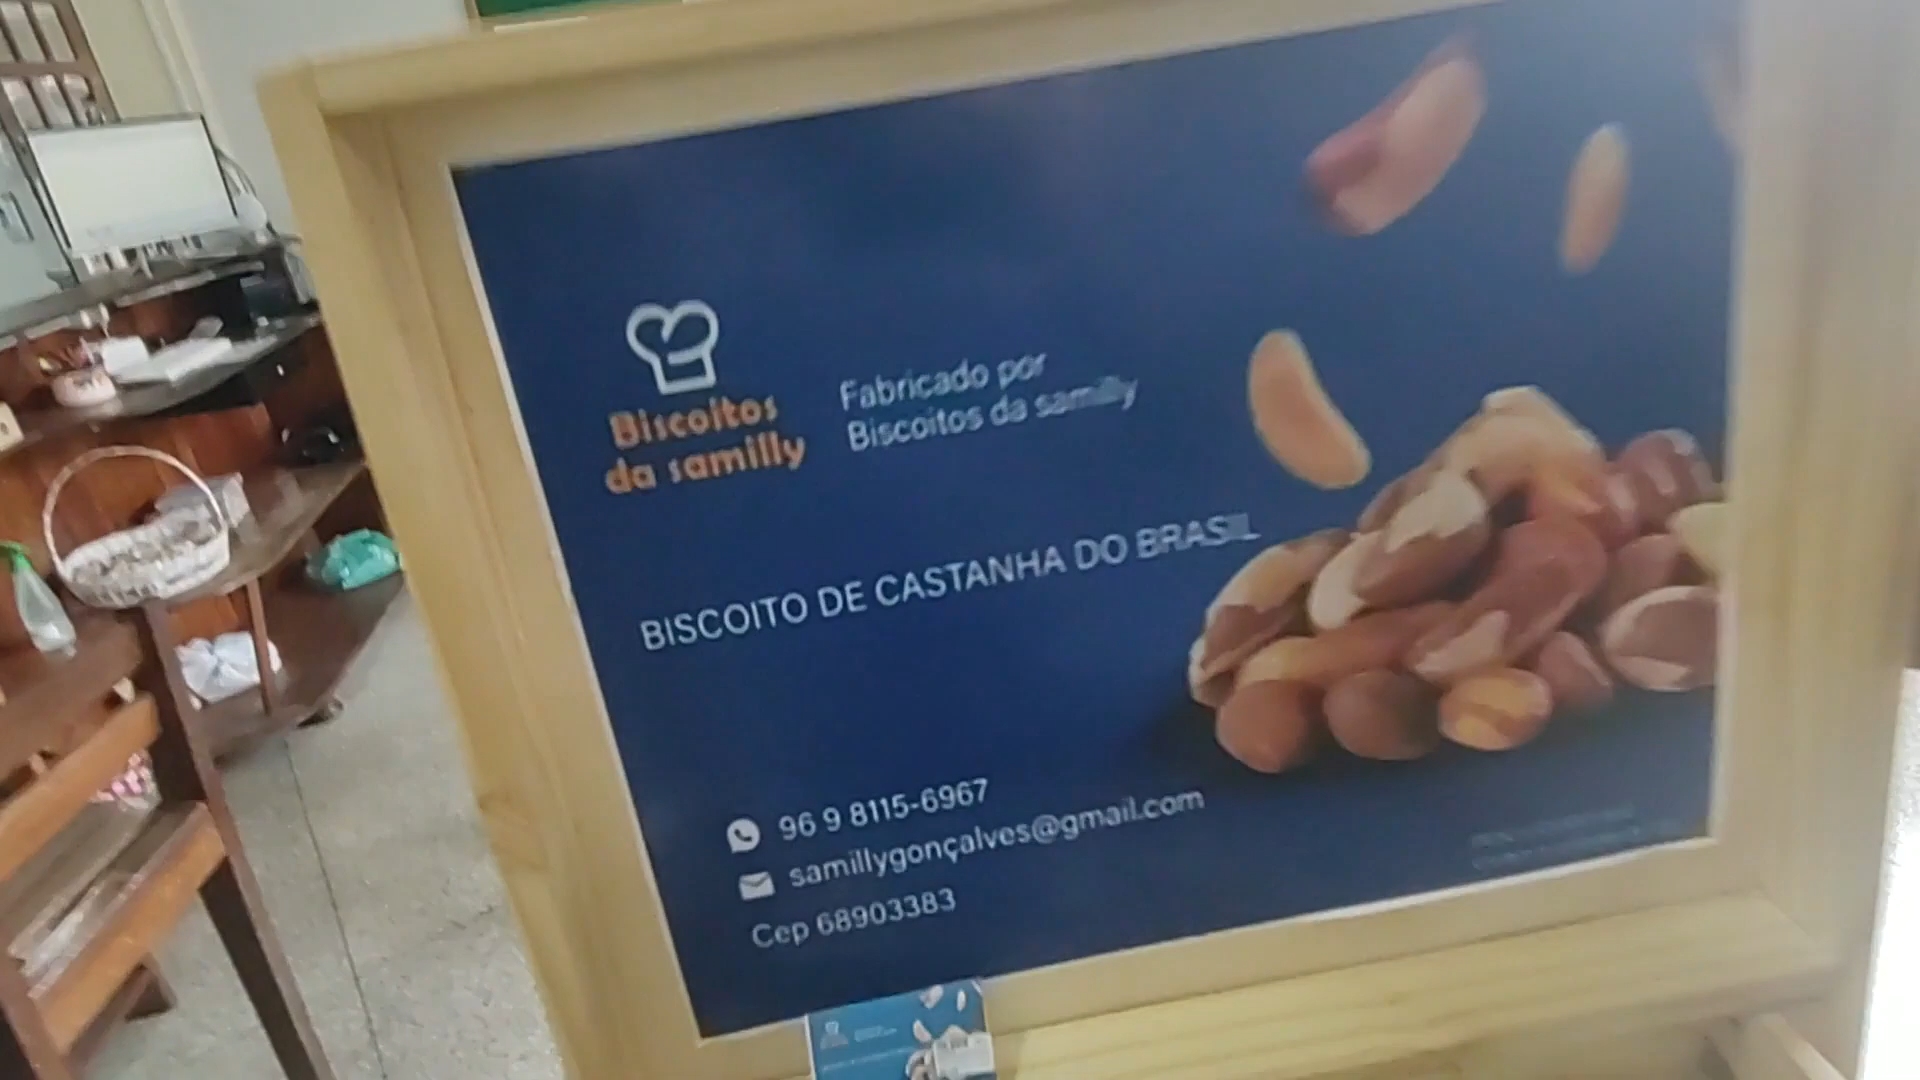 Biscoitos
da samilly
Fabricado por
Biscoitos da samilly
BISCOITO DE CASTANHA DO BRASIL
96 9 8115-6967
samillygonçalves@gmail.com
Cep 68903383